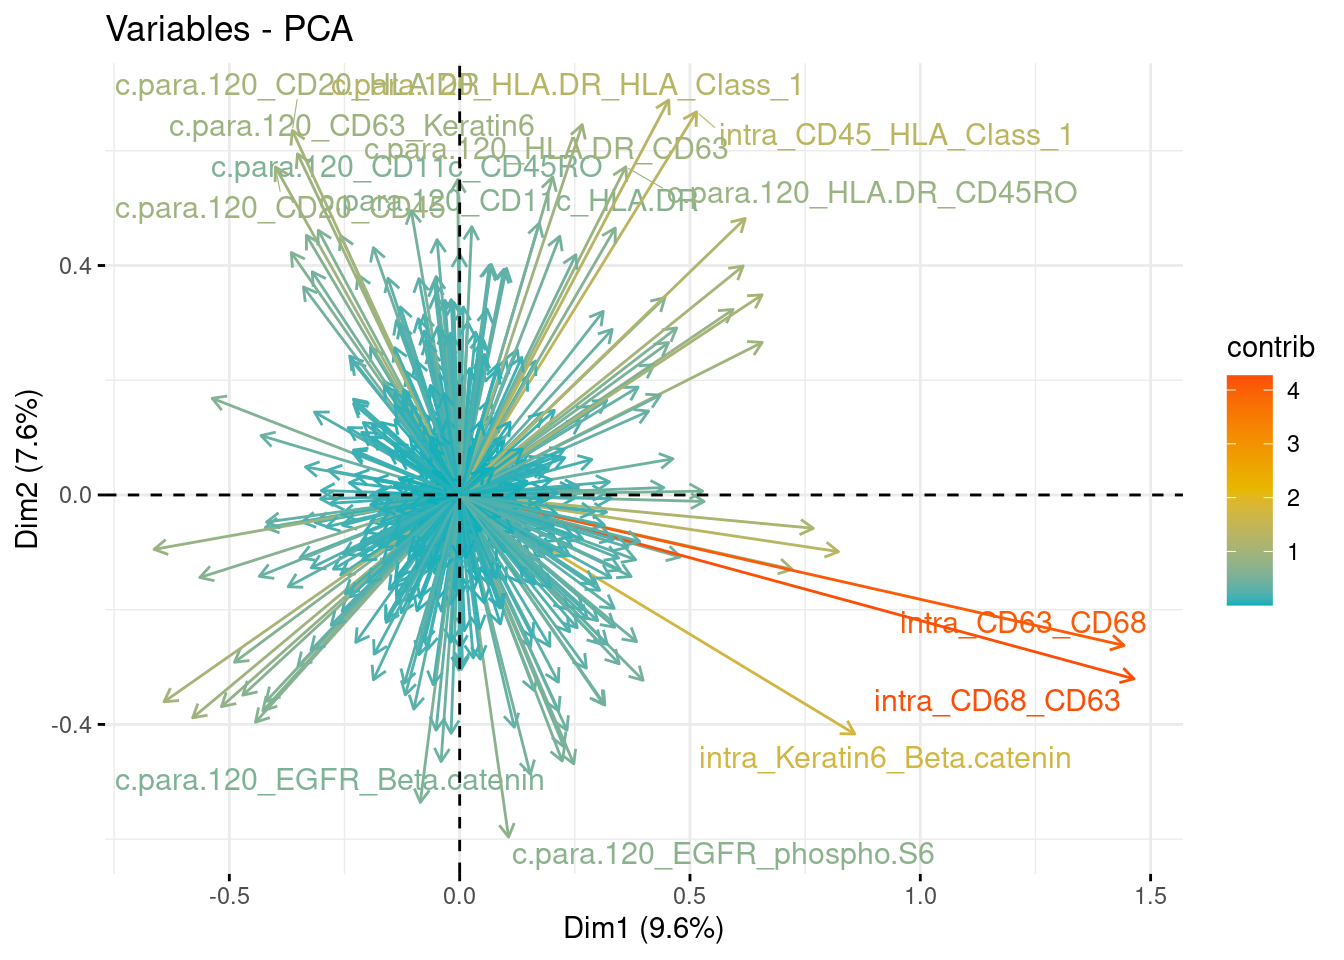 Variables - PCA
c.para.120_CD20_HLA.DR
c.para.120_HLA.DR_HLA_Class_1
c.para.120_CD63_Keratin6
intra_CD45_HLA_Class_1
c.para.120_HLA.DR_CD63
c.para.120_CD11c_CD45RO
c.para.120_HLA.DR_CD45RO
para.120_CD11c_HLA.DR
c.para.120_CD20_CD45
0.4
0.0
-0.4
Dim2 (7.6%)
intra_CD63_CD68
intra_CD68_CD63
intra_Keratin6_Beta.catenin
c.para.120_EGFR_Beta.catenin
c.para.120_EGFR_phospho.S6
-0.5
0.0
0.5
1.0
1.5
Dim1 (9.6%)
contrib
4
3
2
1